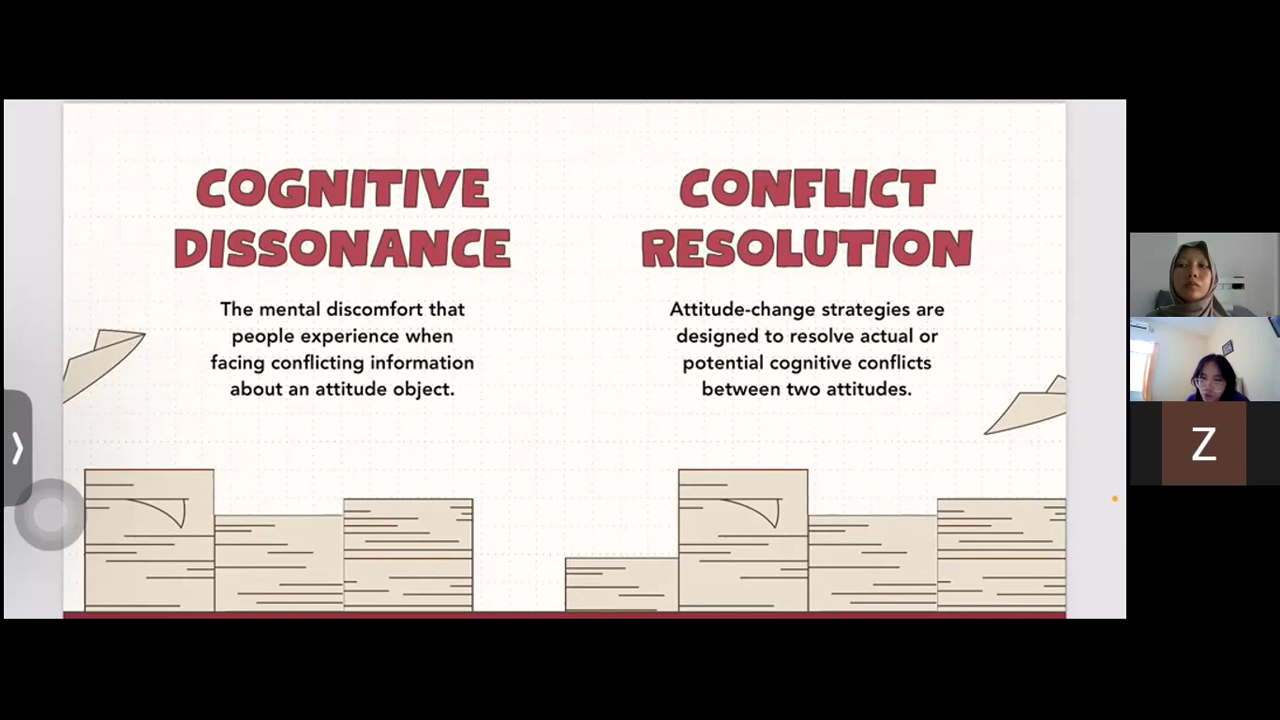 COGNITIVE
DISSONANCE
The mental discomfort that
people experience when
facing conflicting information
about an attitude object.
CONFLICT
RESOLUTION
Attitude-change strategies are
designed to resolve actual or
potential cognitive conflicts
between two attitudes.
Z